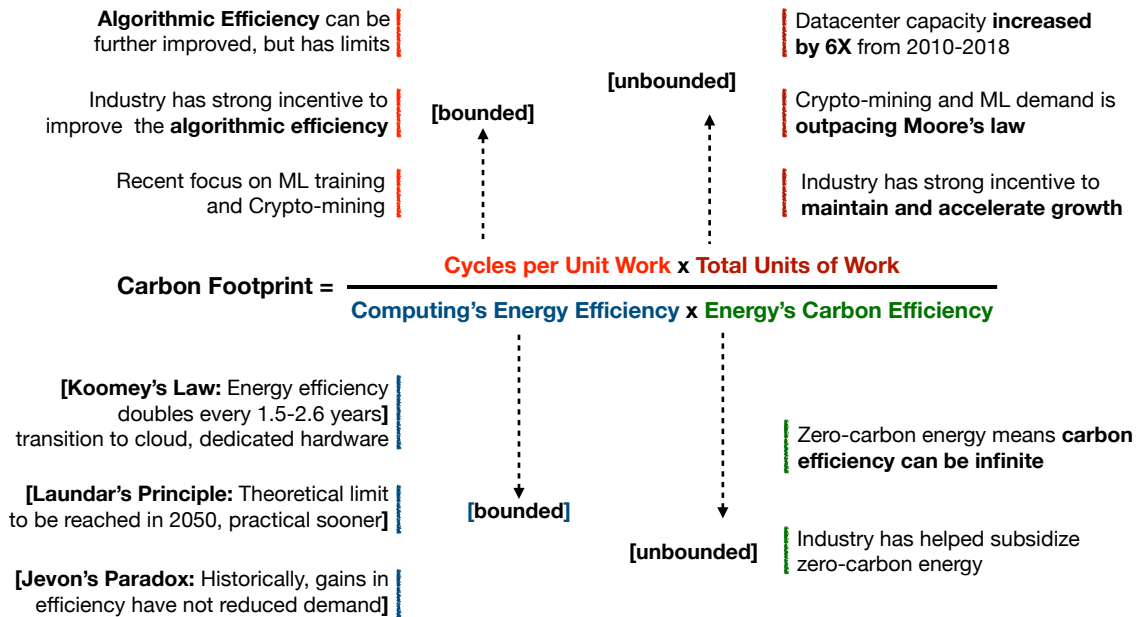 Algorithmic Efficiency can be
further improved, but has limits
Industry has strong incentive to
improve the algorithmic efficiency
Recent focus on ML training
and Crypto-mining
[bounded]
[unbounded]
Datacenter capacity increased
by 6X from 2010-2018
Crypto-mining and ML demand is
outpacing Moore's law
Industry has strong incentive to
maintain and accelerate growth
Carbon Footprint =
Cycles per Unit Work x Total Units of Work
Computing's Energy Efficiency x Energy's Carbon Efficiency
[Koomey's Law: Energy efficiency
doubles every 1.5-2.6 years]
transition to cloud, dedicated hardware
[Laundar's Principle: Theoretical limit
to be reached in 2050, practical sooner]
[Jevon's Paradox: Historically, gains in
efficiency have not reduced demand]
[bounded]
[unbounded]
Zero-carbon energy means carbon
efficiency can be infinite
Industry has helped subsidize
zero-carbon energy